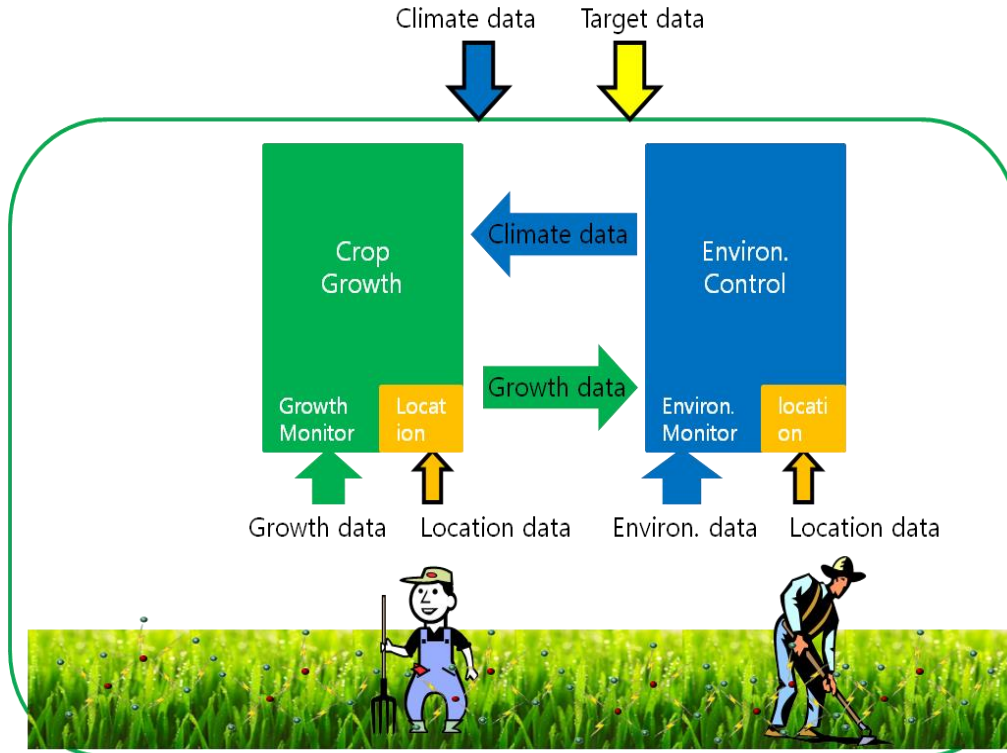 Climate data
Target data
Climate data
Crop
Growth
Environ.
Control
Growth data
Growth
Monitor
Locat
ion
Environ.
Monitor
locati
on
Growth data
Location data
Environ. data
Location data